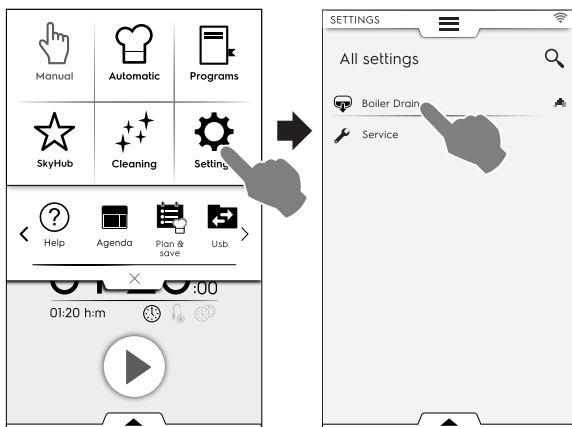 Manual Automatic Programs
SkyHub Cleaning Setting
Help Agenda Plan & save Usb
:00
01:20 h:m
SETTINGS
All settings
Boiler Drain
Service